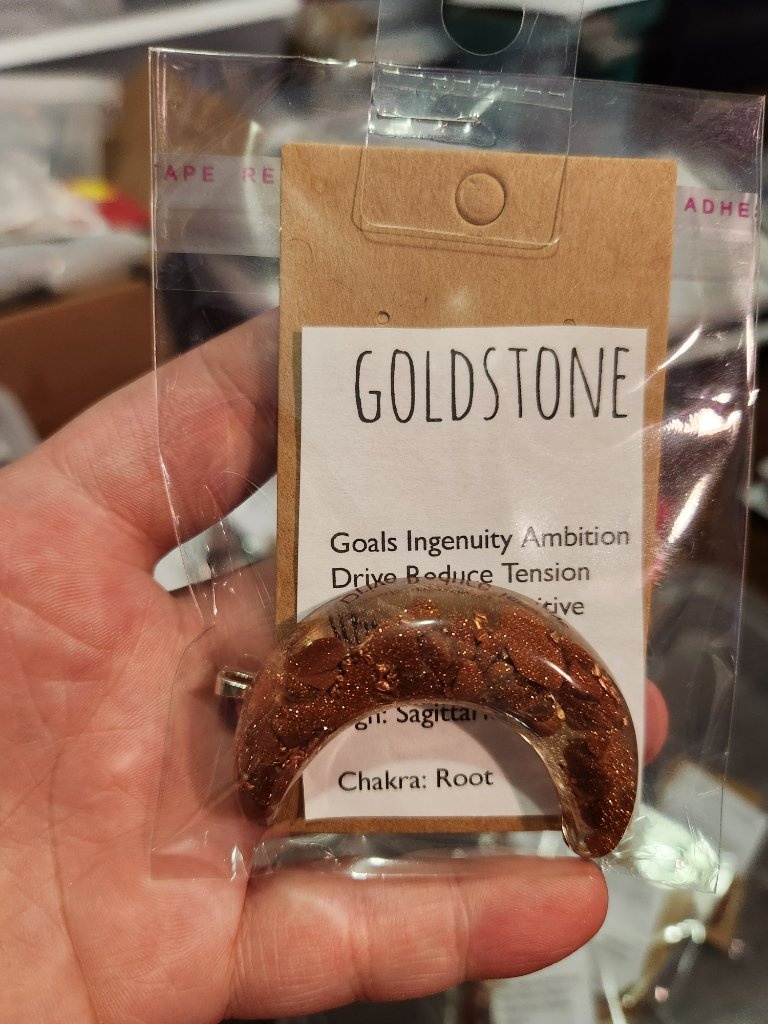 APE RE
ADHE
GOLDSTONE
Goals Ingenuity Ambition
Drive Reduce Tension
Chakra: Root